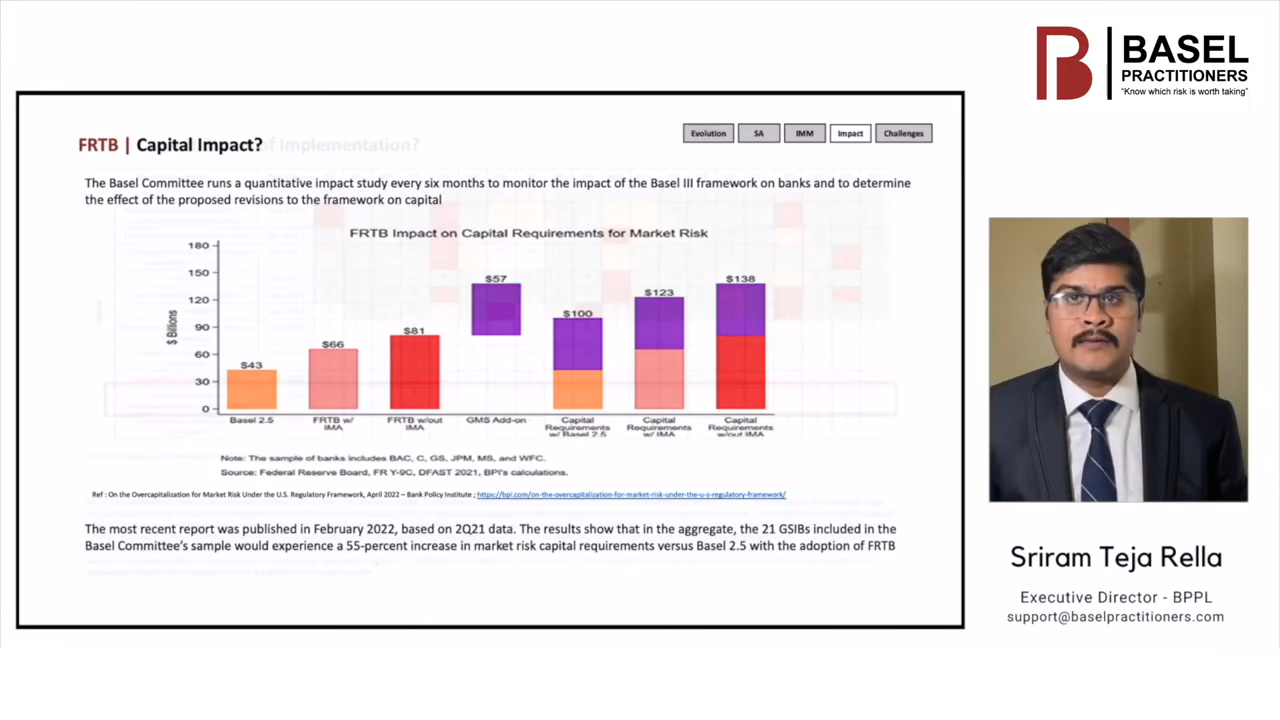 BASEL
PRACTITIONERS
"Know which risk is worth taking"
FRTB | Capital Impact?
of Implementation?
Evolution
SA
IMM
Impact
Challenges
The Basel Committee runs a quantitative impact study every six months to monitor the impact of the Basel III framework on banks and to determine
the effect of the proposed revisions to the framework on capital
FRTB Impact on Capital Requirements for Market Risk
$ Billions
180
150
120
90
60
30
0
$43
$66
$81
$57
$100
$123
$138
Basel 2.5
FRTB w/
IMA
FRTB w/out
IMA
GMS Add-on
Capital
Requirements
w/ Basel 2.5
Capital
Requirements
w/ IMA
Capital
Requirements
w/out IMA
Note: The sample of banks includes BAC, C, GS, JPM, MS, and WFC.
Source: Federal Reserve Board, FR Y-9C, DFAST 2021, BPI's calculations.
Ref : On the Overcapitalization for Market Risk Under the U.S. Regulatory Framework, April 2022 – Bank Policy Institute ; https://bpi.com/on-the-overcapitalization-for-market-risk-under-the-u-s-regulatory-framework/
The most recent report was published in February 2022, based on 2Q21 data. The results show that in the aggregate, the 21 GSIBs included in the
Basel Committee's sample would experience a 55-percent increase in market risk capital requirements versus Basel 2.5 with the adoption of FRTB
Sriram Teja Rella
Executive Director - BPPL
support@baselpractitioners.com